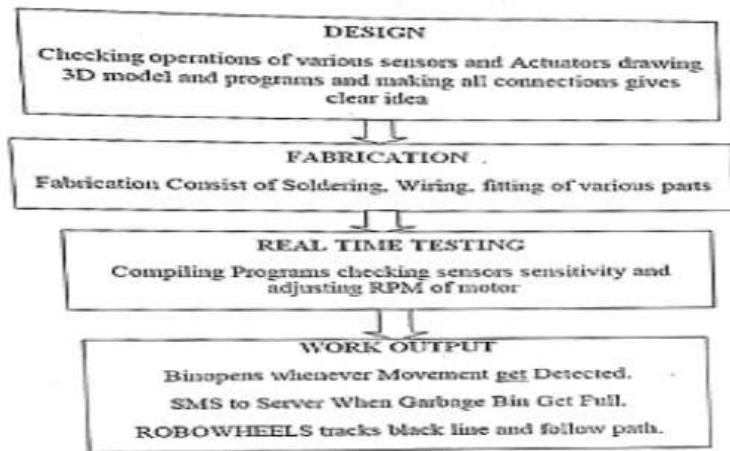 DESIGN
Checking operations of various sensors and Actuators drawing
3D model and programs and making all connections gives
clear idea
FABRICATION
Fabrication Consist of Soldering, Wiring, fitting of various parts
REAL TIME TESTING
Compiling Programs checking sensors sensitivity and
adjusting RPM of motor
WORK OUTPUT
Binopens whenever Movement get Detected.
SMS to Server When Garbage Bin Get Full.
ROBOWHEELS tracks black line and follow path.